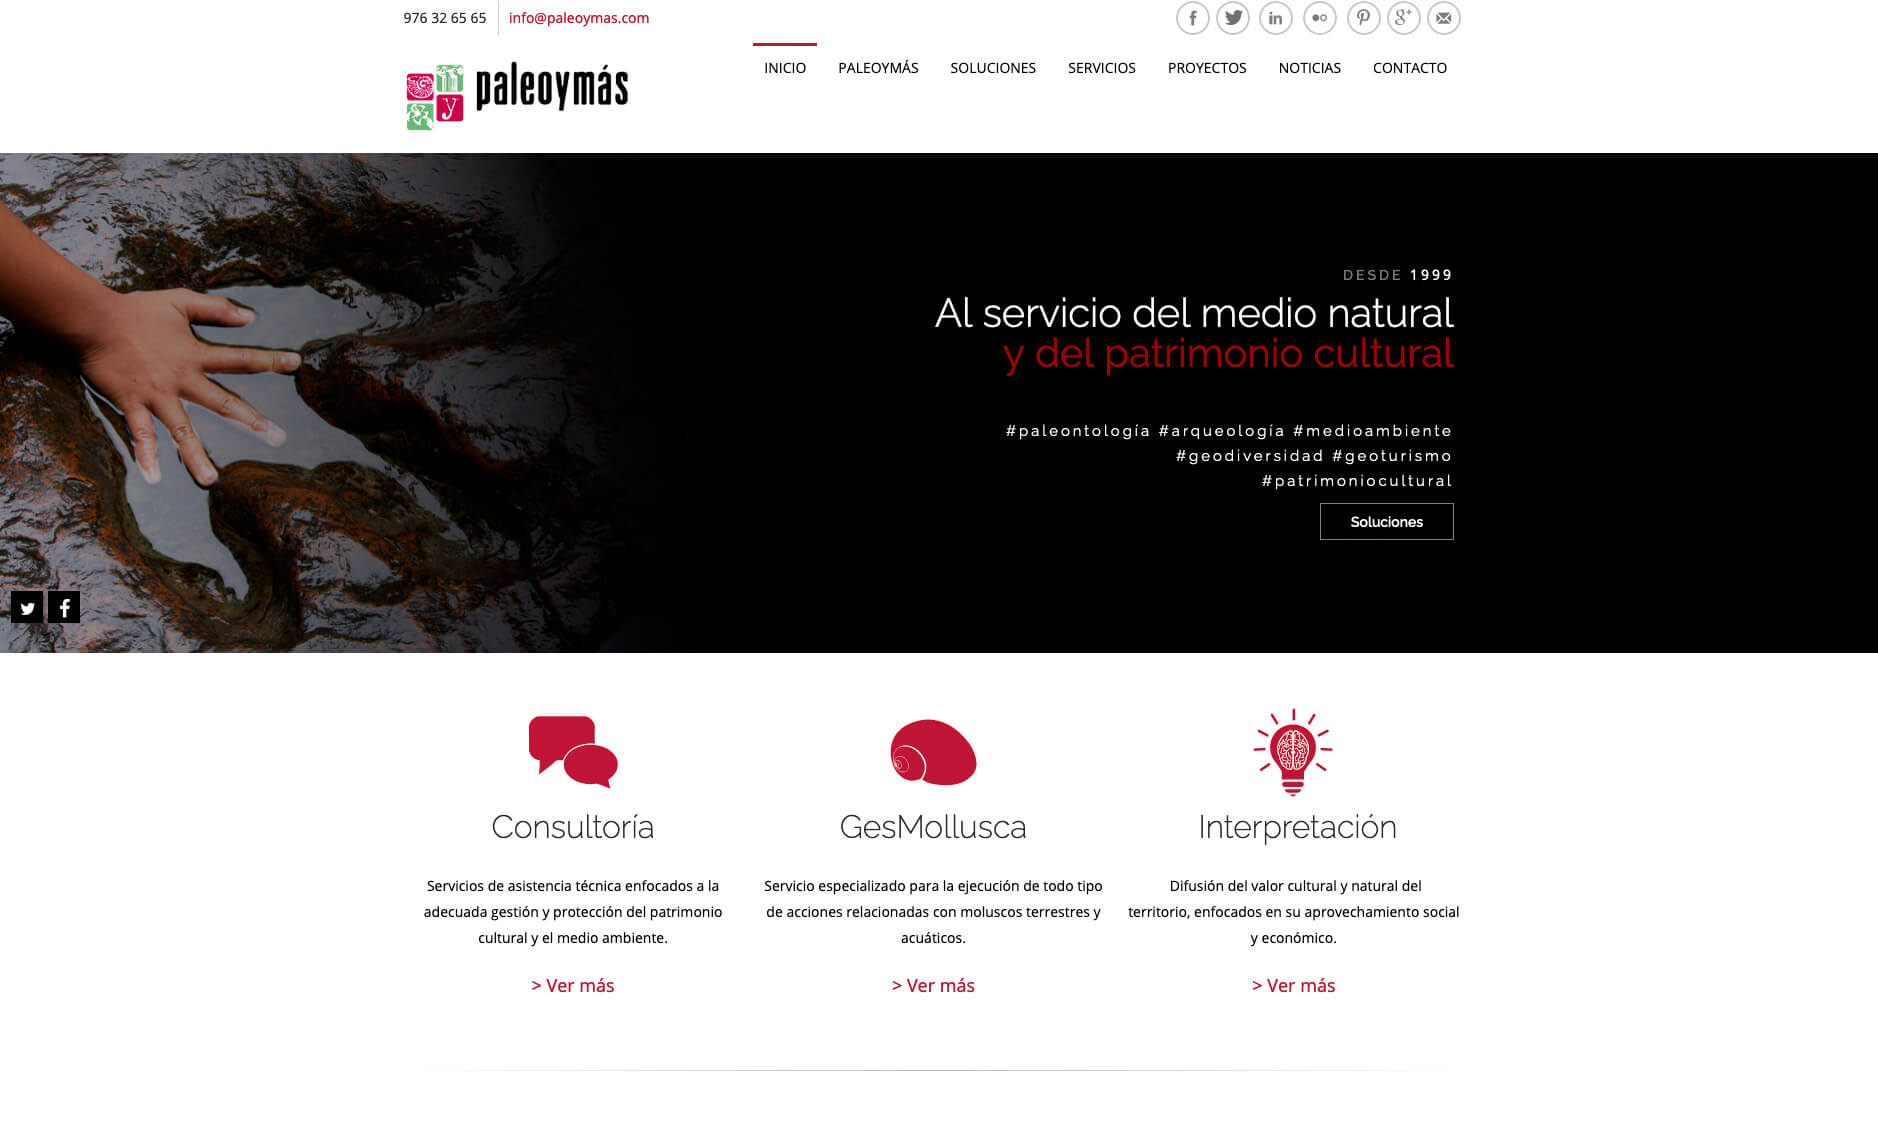 976 32 65 65
info@paleoymas.com
y
paleoymás
INICIO
PALEOYMÁS
SOLUCIONES
SERVICIOS
PROYECTOS
NOTICIAS
CONTACTO
DESDE 1999
Al servicio del medio natural
y del patrimonio cultural
#paleontología #arqueología #medioambiente
#geodiversidad #geoturismo
#patrimoniocultural
Soluciones
Consultoría
Servicios de asistencia técnica enfocados a la
adecuada gestión y protección del patrimonio
cultural y el medio ambiente.
> Ver más
GesMollusca
Servicio especializado para la ejecución de todo tipo
de acciones relacionadas con moluscos terrestres y
acuáticos.
> Ver más
Interpretación
Difusión del valor cultural y natural del
territorio, enfocados en su aprovechamiento social
y económico.
> Ver más